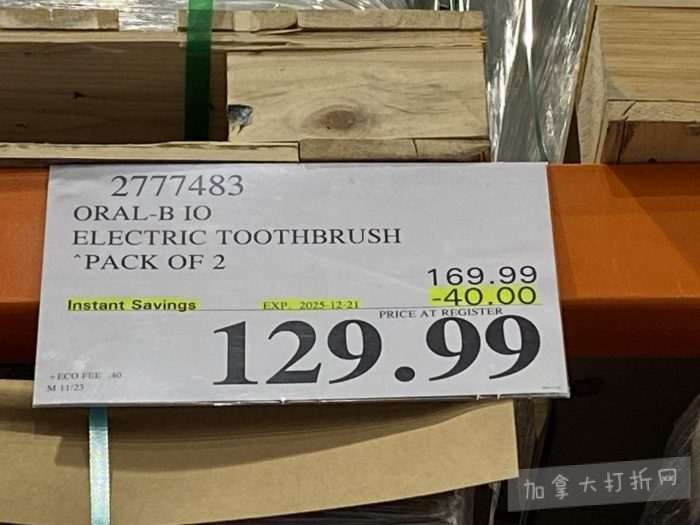 2777483
ORAL-B IO
ELECTRIC TOOTHBRUSH
^PACK OF 2
169.99
Instant Savings EXP. 2025-12-21 -40.00
PRICE AT REGISTER
129.99
+ECO FEE .40
M 11/23
加拿大打折网